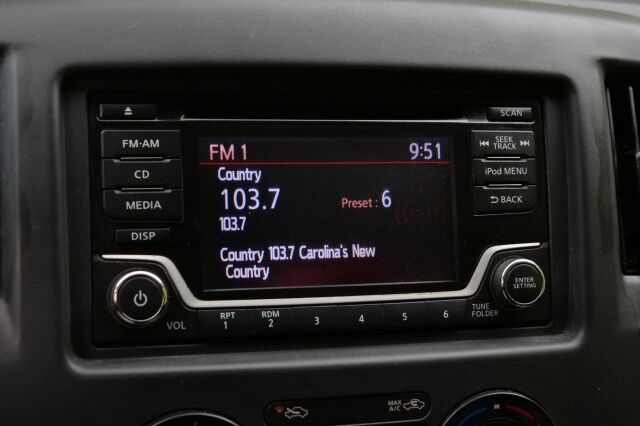 SCAN
FM·AM
CD
MEDIA
DISP
FM 1 9:51
Country
103.7 Preset : 6
103.7
Country 103.7 Carolina's New
Country
SEEK
TRACK
iPod MENU
BACK
VOL
RPT
1
RDM
2
3
4
5
6
TUNE
FOLDER
ENTER
SETTING
MAX
A/C